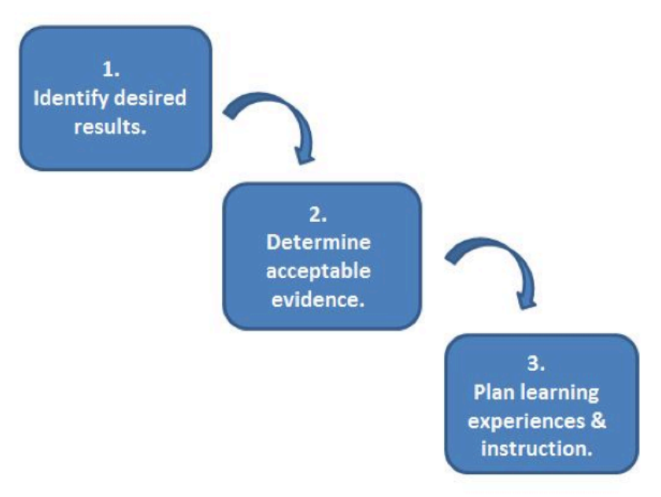 1.
Identify desired
results.
2.
Determine
acceptable
evidence.
3.
Plan learning
experiences &
instruction.